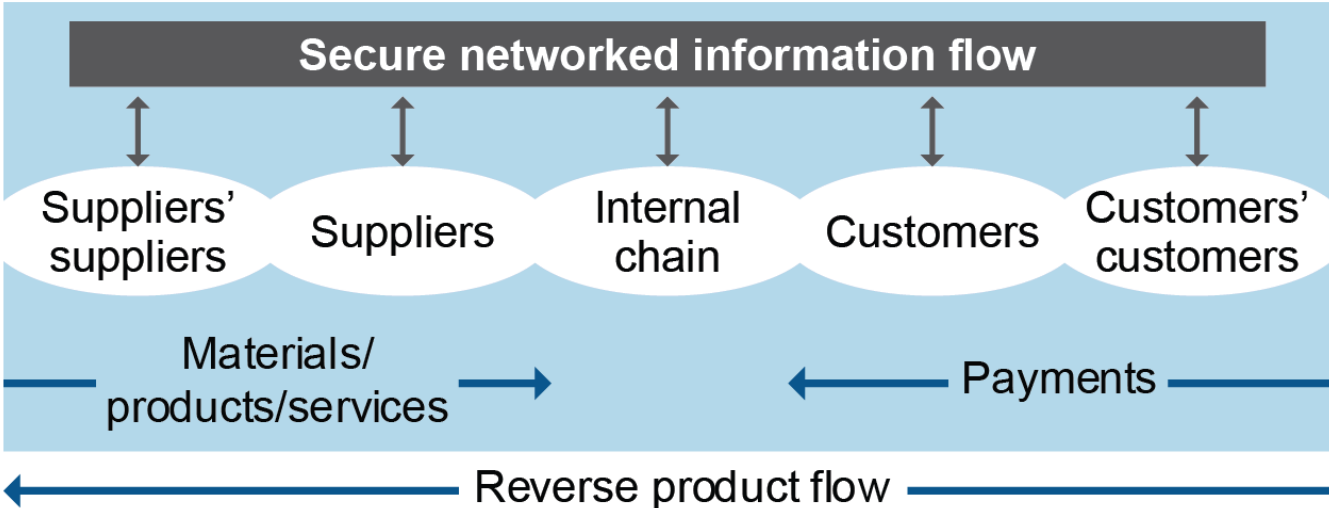 Secure networked information flow
Suppliers’
suppliers
Suppliers
Internal
chain
Customers
Customers’
customers
Materials/
products/services
Payments
Reverse product flow